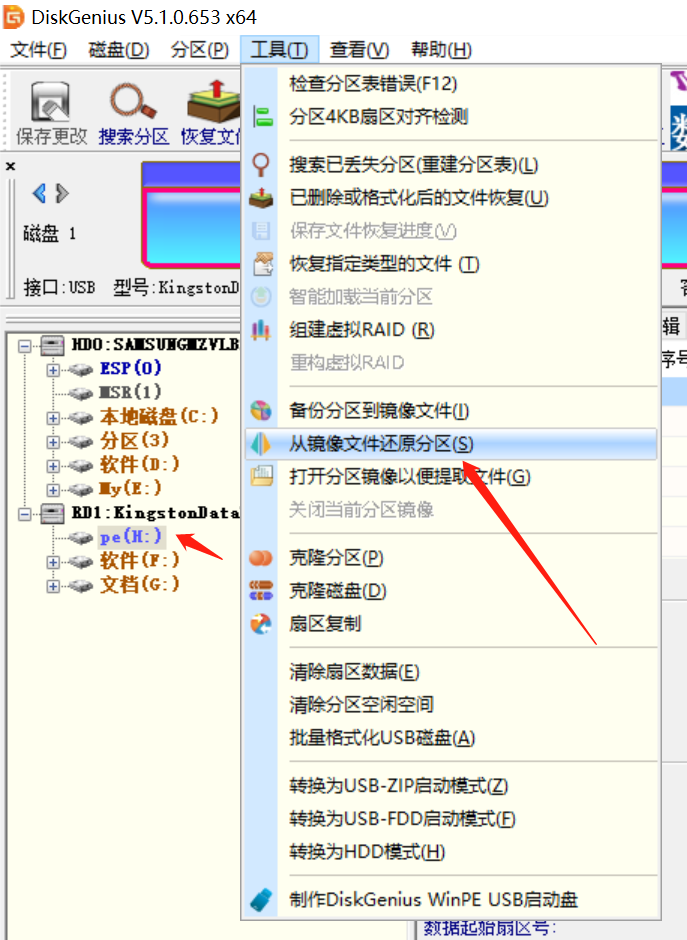 DiskGenius V5.1.0.653 x64
文件(F) 磁盘(D) 分区(P) 工具(T) 查看(V) 帮助(H)
保存更改 搜索分区 恢复文
数
磁盘 1
接口:USB 型号:KingstonD
HD0:SAMSUNGMZVLB
ESP(0)
MSR(1)
本地磁盘(C:)
分区(3)
软件(D:)
My(E:)
RD1:KingstonData
pe(H:)
软件(F:)
文档(G:)
检查分区表错误(F12)
分区4KB扇区对齐检测
搜索已丢失分区(重建分区表)(L)
已删除或格式化后的文件恢复(U)
保存文件恢复进度(V)
恢复指定类型的文件 (T)
智能加载当前分区
组建虚拟RAID (R)
重构虚拟RAID
备份分区到镜像文件(I)
从镜像文件还原分区(S)
打开分区镜像以便提取文件(G)
关闭当前分区镜像
克隆分区(P)
克隆磁盘(D)
扇区复制
清除扇区数据(E)
清除分区空闲空间
批量格式化USB磁盘(A)
转换为USB-ZIP启动模式(Z)
转换为USB-FDD启动模式(F)
转换为HDD模式(H)
制作DiskGenius WinPE USB启动盘
辑
序号
数据起始扇区号: